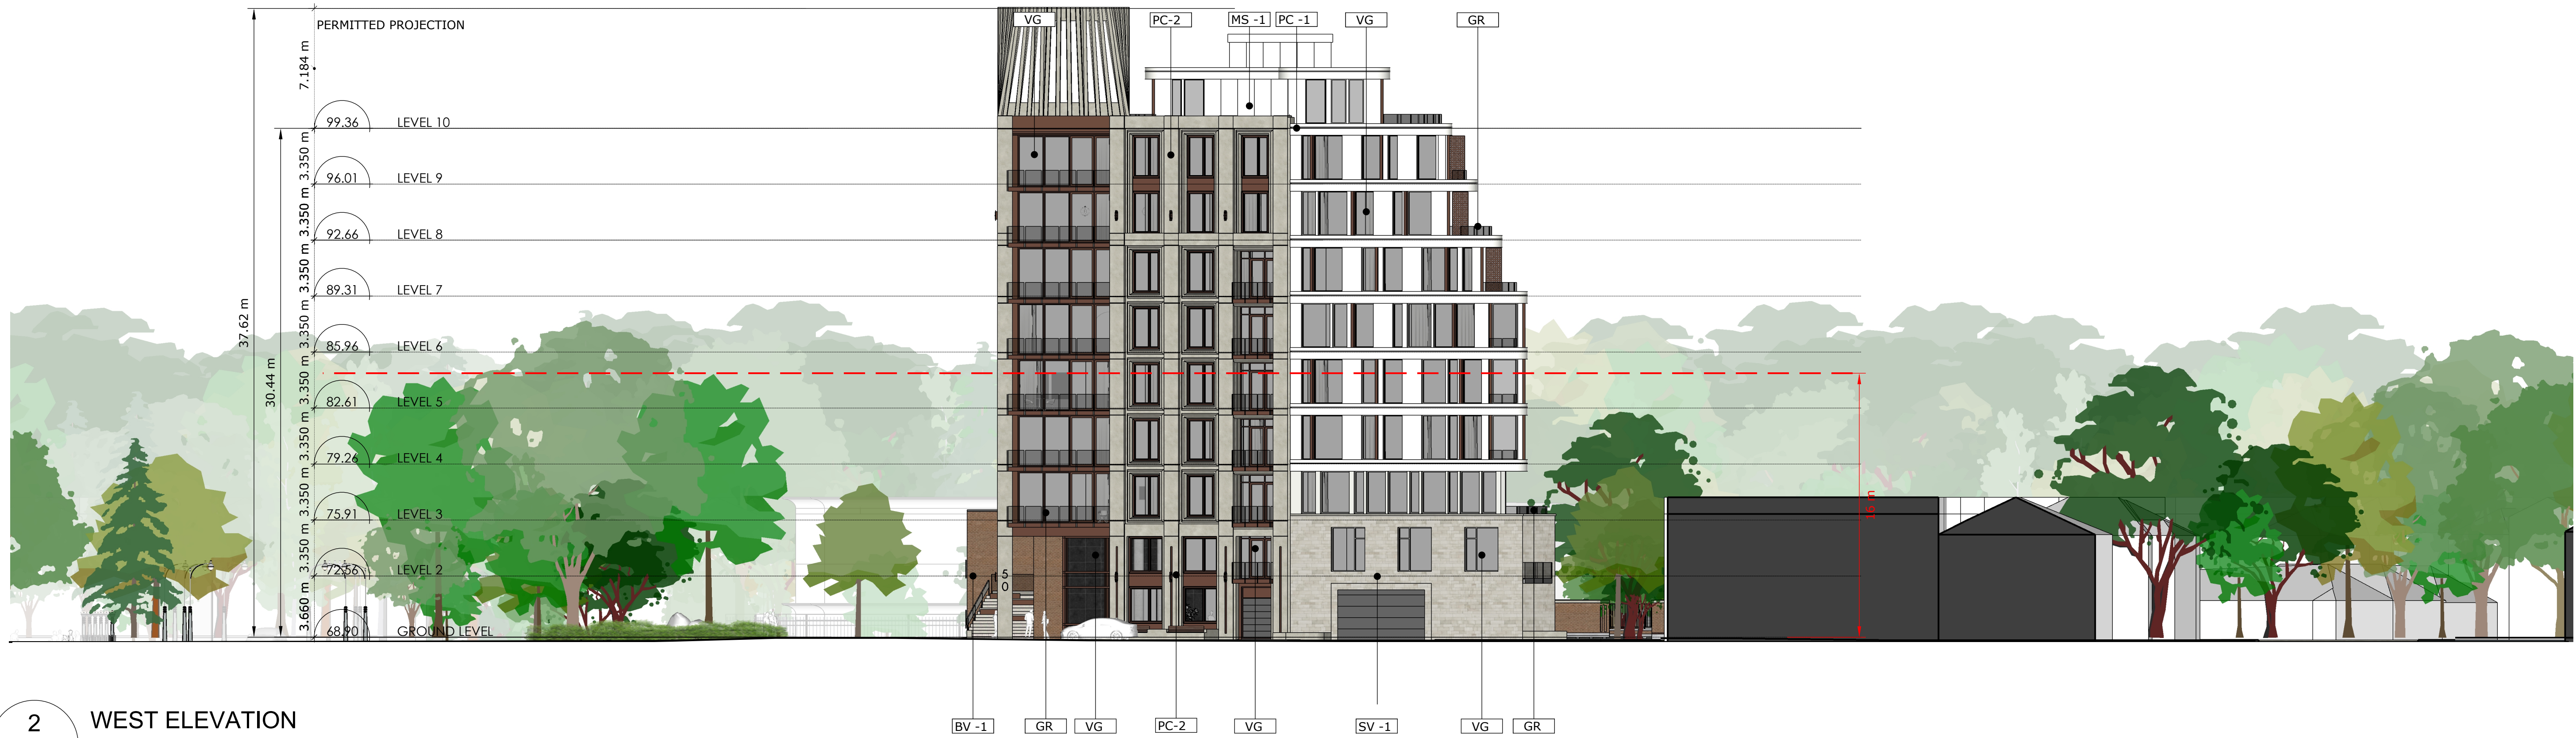 VG
PC-2
MS -1
PC -1
VG
GR
PERMITTED PROJECTION
7.184 m
99.36 LEVEL 10
3.350 m
96.01 LEVEL 9
3.350 m
92.66 LEVEL 8
3.350 m
89.31 LEVEL 7
3.350 m
85.96 LEVEL 6
3.350 m
82.61 LEVEL 5
3.350 m
79.26 LEVEL 4
3.350 m
75.91 LEVEL 3
3.350 m
72.56 LEVEL 2
3.660 m
68.90 GROUND LEVEL
37.62 m
30.44 m
16 m
50
BV -1
GR
VG
PC-2
VG
SV -1
VG
GR
2 WEST ELEVATION